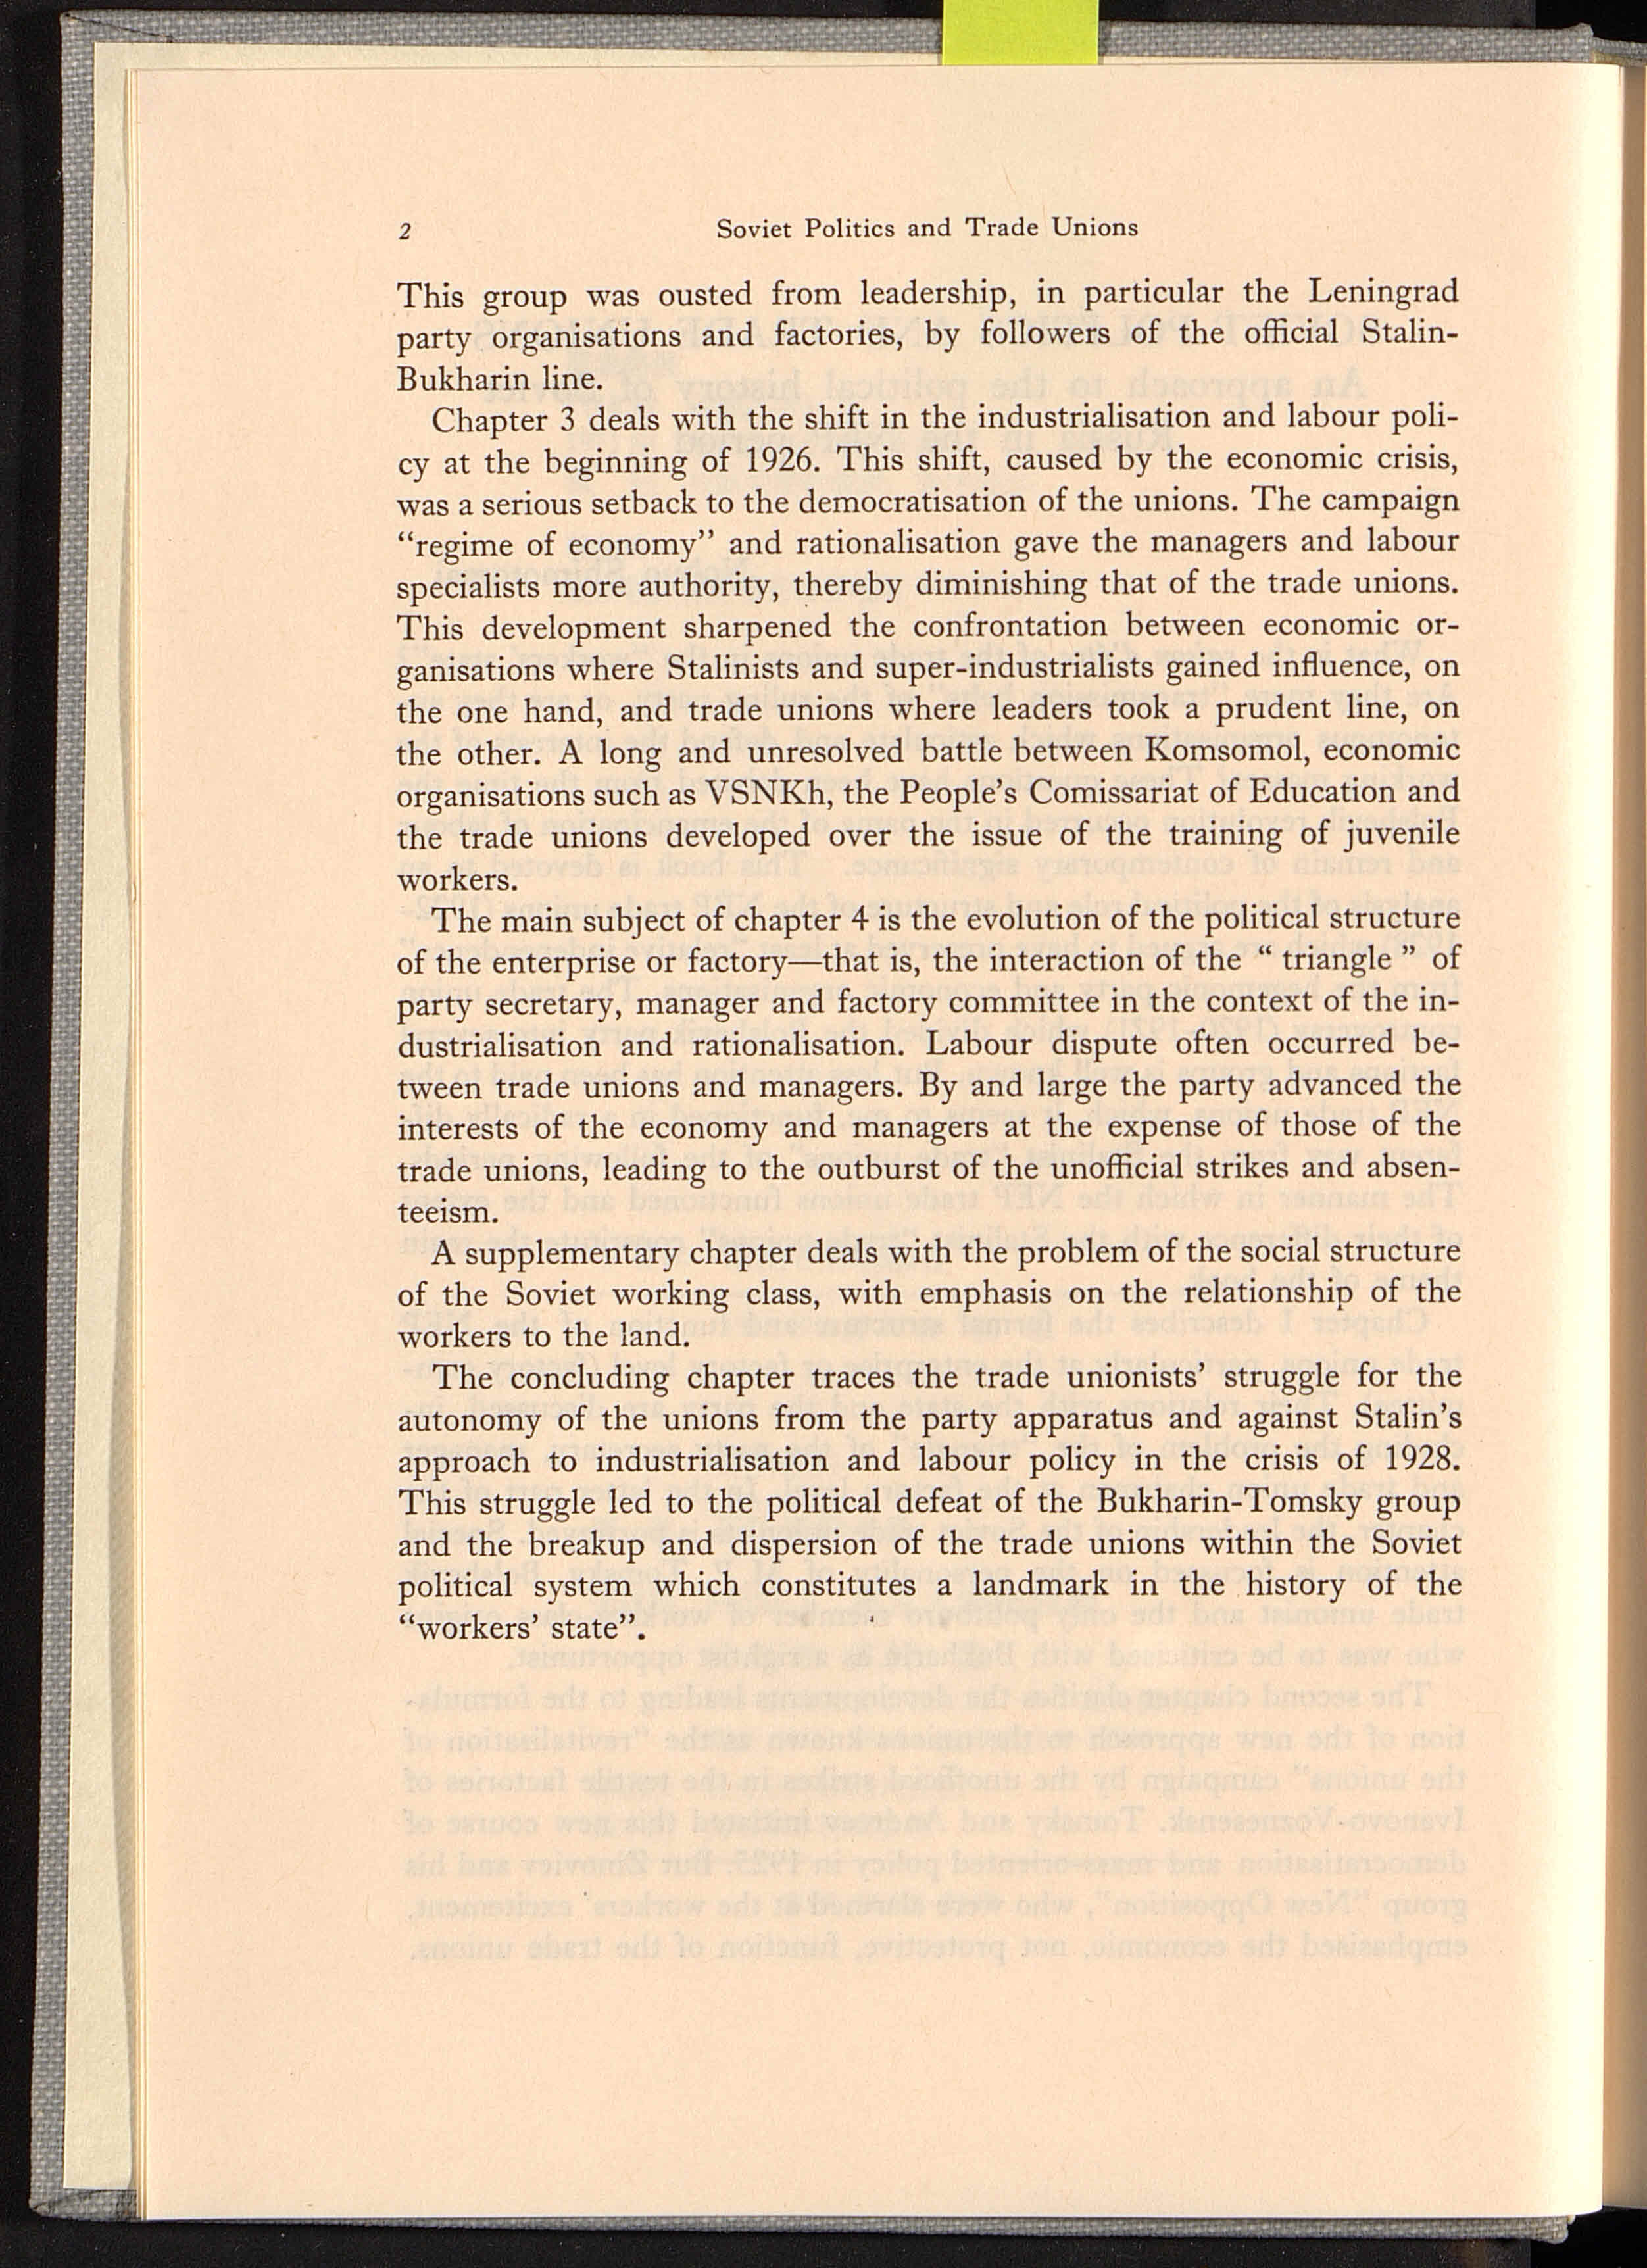 2 Soviet Politics and Trade Unions
This group was ousted from leadership, in particular the Leningrad
party organisations and factories, by followers of the official Stalin-
Bukharin line.
Chapter 3 deals with the shift in the industrialisation and labour poli-
cy at the beginning of 1926. This shift, caused by the economic crisis,
was a serious setback to the democratisation of the unions. The campaign
“regime of economy” and rationalisation gave the managers and labour
specialists more authority, thereby diminishing that of the trade unions.
This development sharpened the confrontation between economic or-
ganisations where Stalinists and super-industrialists gained influence, on
the one hand, and trade unions where leaders took a prudent line, on
the other. A long and unresolved battle between Komsomol, economic
organisations such as VSNKh, the People’s Comissariat of Education and
the trade unions developed over the issue of the training of juvenile
workers.
The main subject of chapter 4 is the evolution of the political structure
of the enterprise or factory—that is, the interaction of the “ triangle ” of
party secretary, manager and factory committee in the context of the in-
dustrialisation and rationalisation. Labour dispute often occurred be-
tween trade unions and managers. By and large the party advanced the
interests of the economy and managers at the expense of those of the
trade unions, leading to the outburst of the unofficial strikes and absen-
teeism.
A supplementary chapter deals with the problem of the social structure
of the Soviet working class, with emphasis on the relationship of the
workers to the land.
The concluding chapter traces the trade unionists’ struggle for the
autonomy of the unions from the party apparatus and against Stalin’s
approach to industrialisation and labour policy in the crisis of 1928.
This struggle led to the political defeat of the Bukharin-Tomsky group
and the breakup and dispersion of the trade unions within the Soviet
political system which constitutes a landmark in the history of the
“workers’ state”.